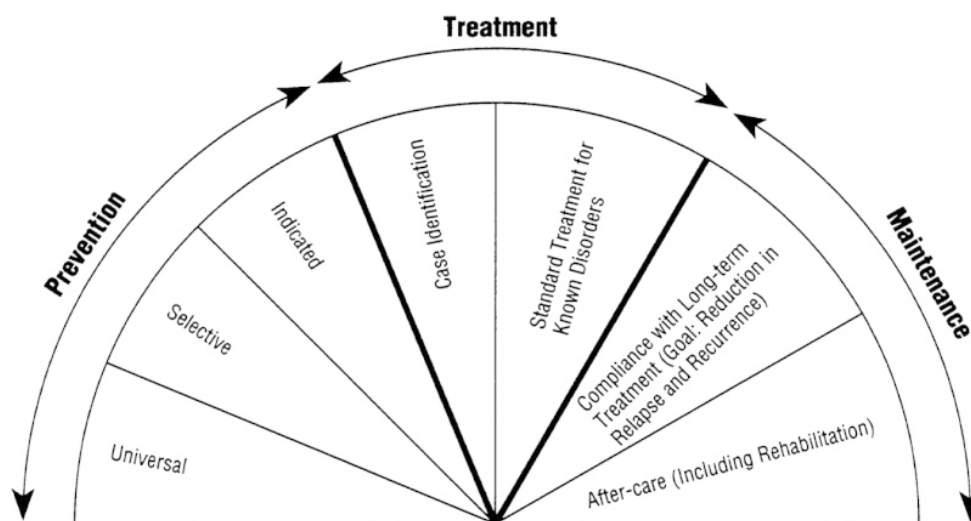 Treatment
Prevention
Maintenance
Universal
Selective
Indicated
Case Identification
Standard Treatment for
Known Disorders
Compliance with Long-term
Treatment (Goal: Reduction in
Relapse and Recurrence)
After-care (Including Rehabilitation)